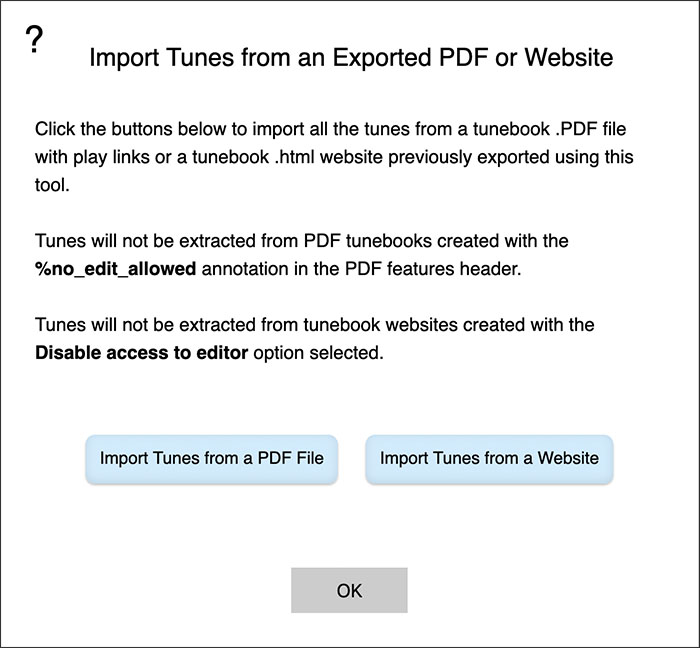 ?
Import Tunes from an Exported PDF or Website
Click the buttons below to import all the tunes from a tunebook .PDF file
with play links or a tunebook .html website previously exported using this
tool.
Tunes will not be extracted from PDF tunebooks created with the
%no_edit_allowed annotation in the PDF features header.
Tunes will not be extracted from tunebook websites created with the
Disable access to editor option selected.
Import Tunes from a PDF File
Import Tunes from a Website
OK